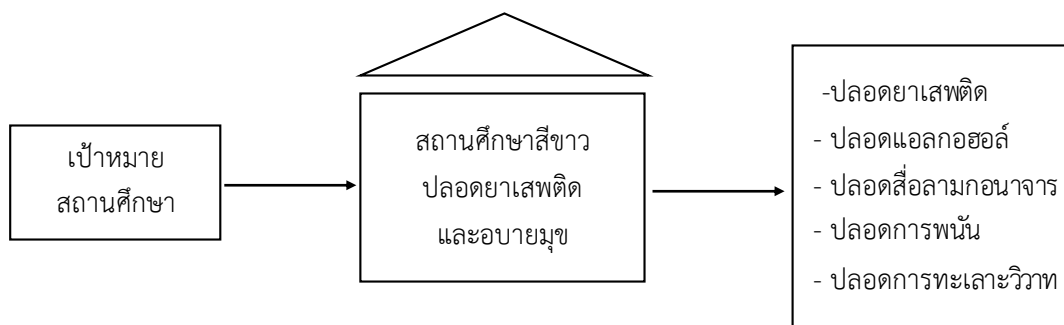 เป้าหมาย
สถานศึกษา
สถานศึกษาสีขาว
ปลอดยาเสพติด
และอบายมุข
-ปลอดยาเสพติด
- ปลอดแอลกอฮอล์
- ปลอดสื่อลามกอนาจาร
- ปลอดการพนัน
- ปลอดการทะเลาะวิวาท